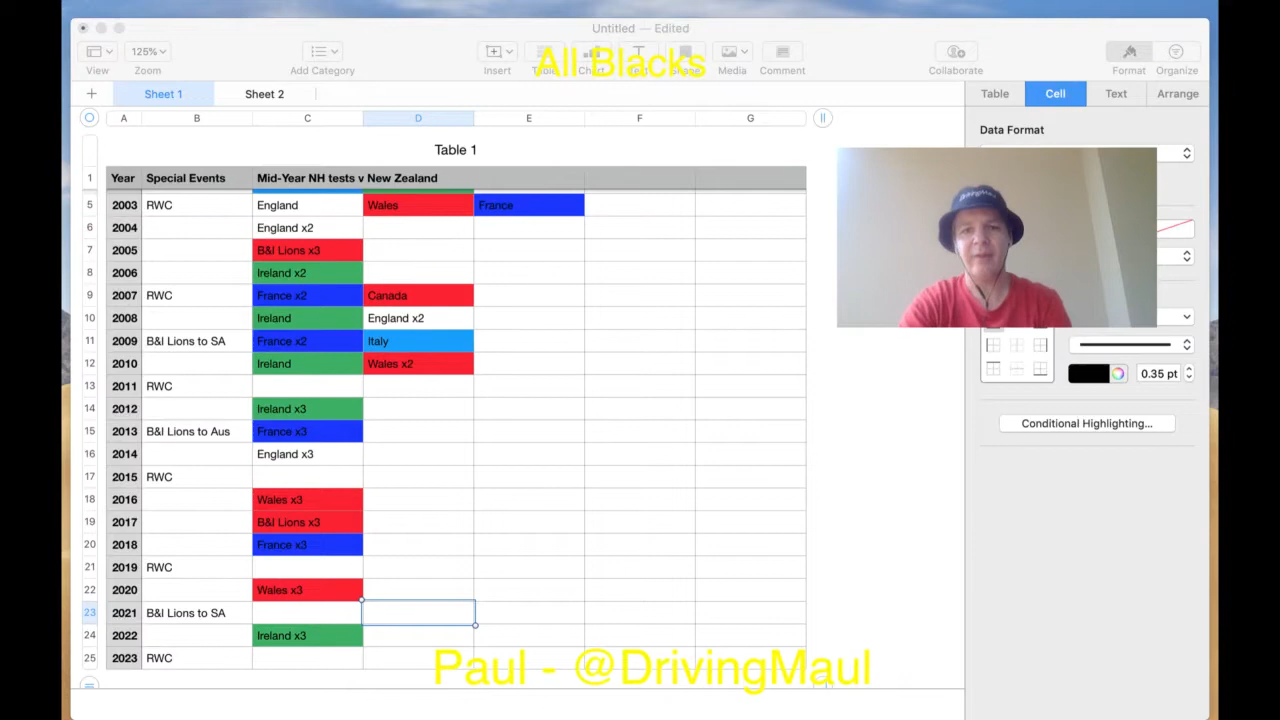 Untitled — Edited
125%
View Zoom Add Category Insert Table Chart Text Shape Media Comment Collaborate Format Organize
All Blacks
Sheet 1 Sheet 2
Table Cell Text Arrange
A B C D E F G
Data Format
Table 1
1 Year Special Events Mid-Year NH tests v New Zealand
5 2003 RWC England Wales France
6 2004 England x2
7 2005 B&I Lions x3
8 2006 Ireland x2
9 2007 RWC France x2 Canada
10 2008 Ireland England x2
11 2009 B&I Lions to SA France x2 Italy
12 2010 Ireland Wales x2
13 2011 RWC
14 2012 Ireland x3
15 2013 B&I Lions to Aus France x3
16 2014 England x3
17 2015 RWC
18 2016 Wales x3
19 2017 B&I Lions x3
20 2018 France x3
21 2019 RWC
22 2020 Wales x3
23 2021 B&I Lions to SA
24 2022 Ireland x3
25 2023 RWC
0.35 pt
Conditional Highlighting...
Paul - @DrivingMaul